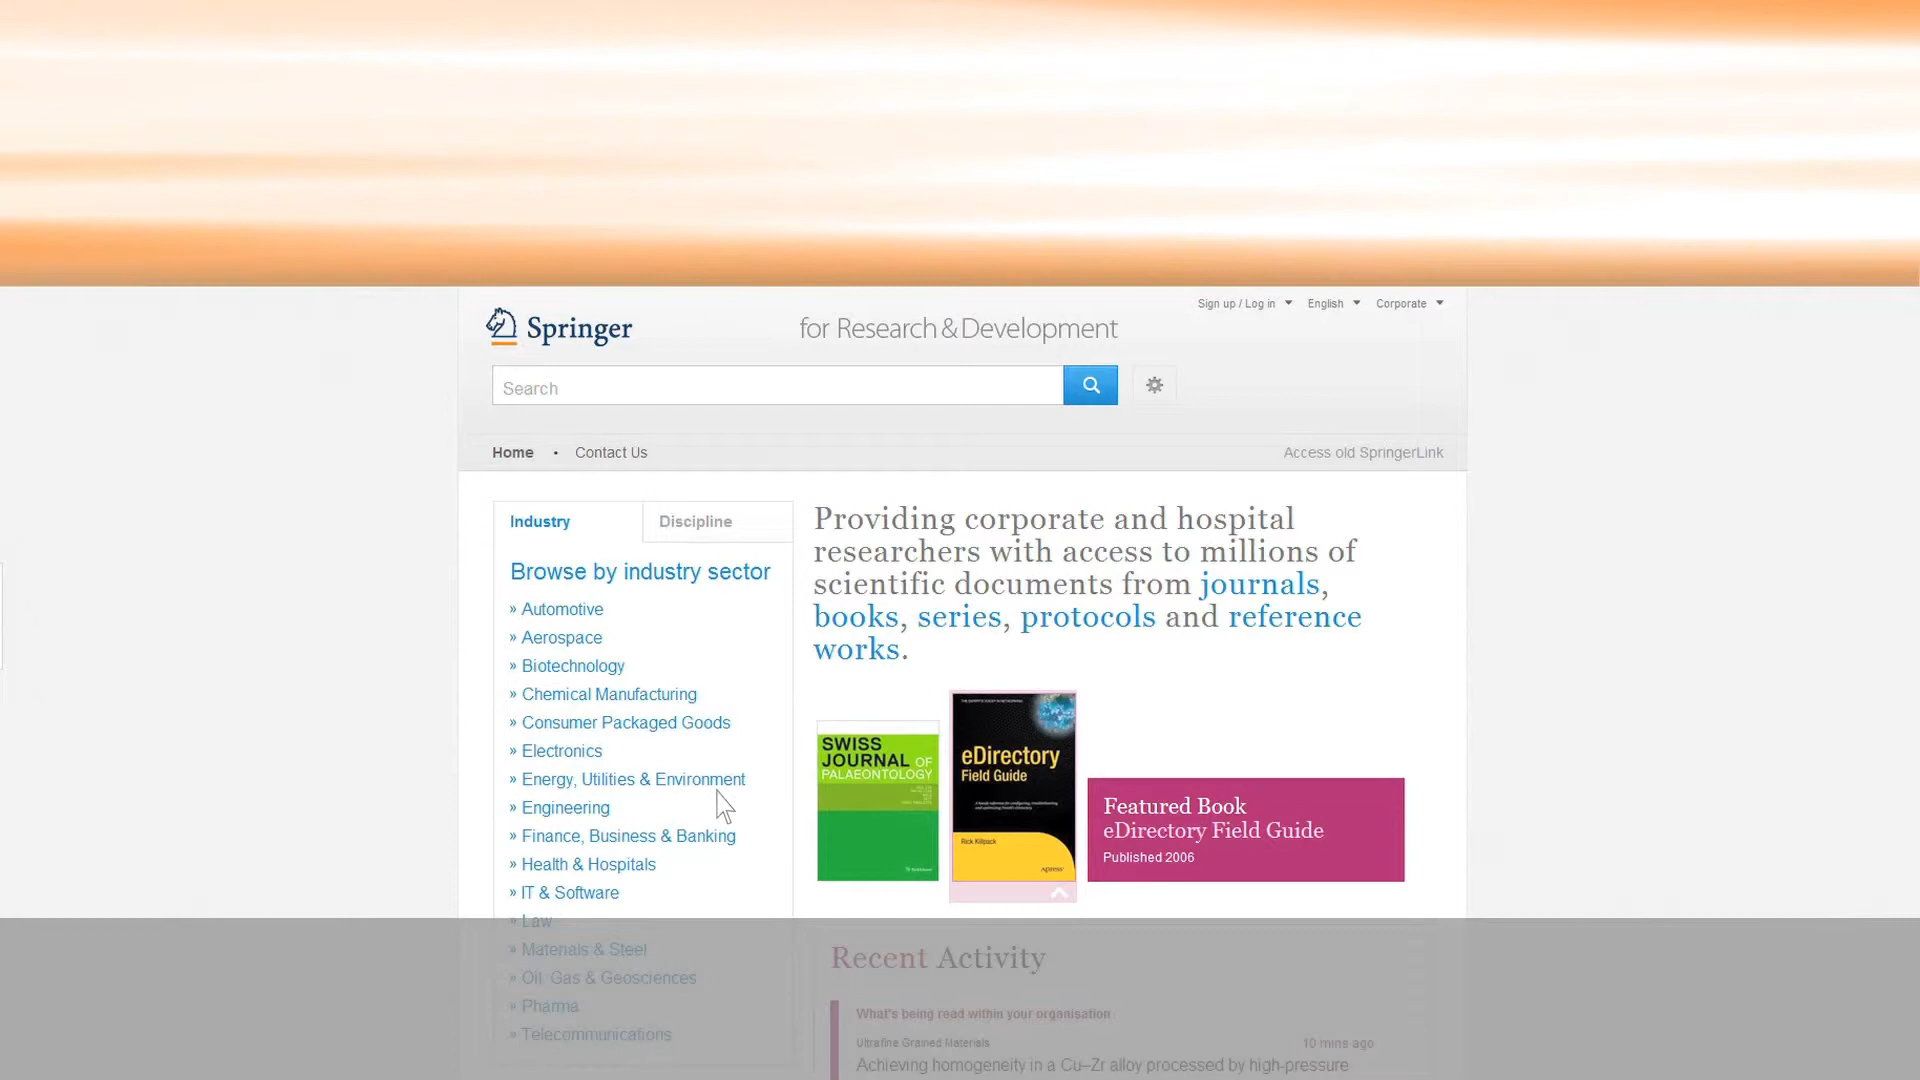 Sign up / Log in English Corporate
Springer
for Research & Development
Search
Home • Contact Us
Access old SpringerLink
Industry
Discipline
Browse by industry sector
» Automotive
» Aerospace
» Biotechnology
» Chemical Manufacturing
» Consumer Packaged Goods
» Electronics
» Energy, Utilities & Environment
» Engineering
» Finance, Business & Banking
» Health & Hospitals
» IT & Software
» Law
» Materials & Steel
» Oil, Gas & Geosciences
» Pharma
» Telecommunications
Providing corporate and hospital
researchers with access to millions of
scientific documents from journals,
books, series, protocols and reference
works.
SWISS
JOURNAL OF
PALAEONTOLOGY
eDirectory
Field Guide
Rick Killpack
Apress
Featured Book
eDirectory Field Guide
Published 2006
Recent Activity
What's being read within your organisation
Ultrafine Grained Materials
10 mins ago
Achieving homogeneity in a Cu–Zr alloy processed by high-pressure